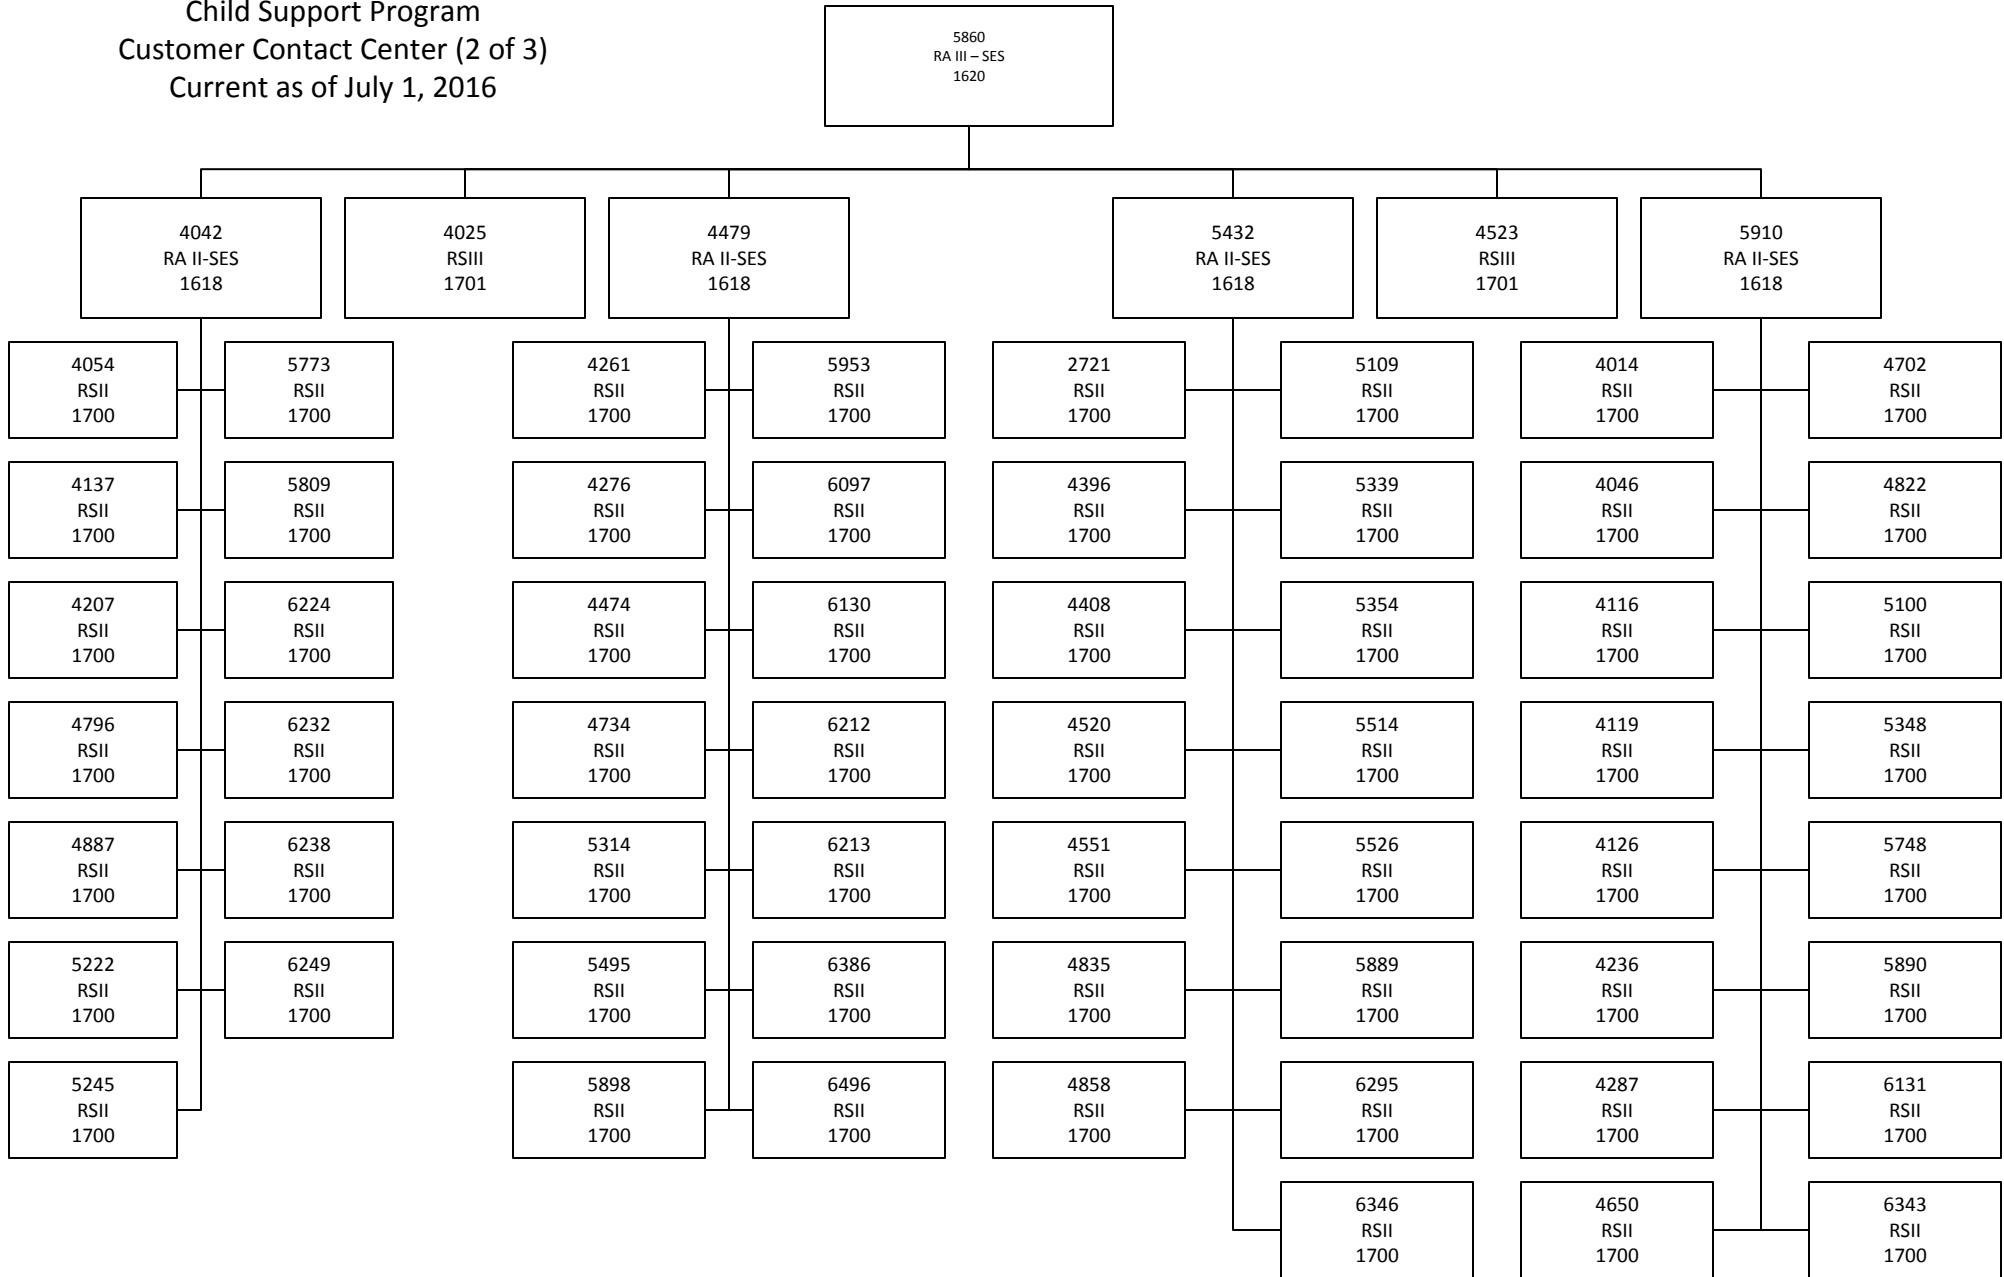 Child Support Program
Customer Contact Center (2 of 3)
Current as of July 1, 2016
5860
RA III – SES
1620
4042
RA II-SES
1618
4025
RSIII
1701
4479
RA II-SES
1618
5432
RA II-SES
1618
4523
RSIII
1701
5910
RA II-SES
1618
4054
RSII
1700
5773
RSII
1700
4261
RSII
1700
5953
RSII
1700
2721
RSII
1700
5109
RSII
1700
4014
RSII
1700
4702
RSII
1700
4137
RSII
1700
5809
RSII
1700
4276
RSII
1700
6097
RSII
1700
4396
RSII
1700
5339
RSII
1700
4046
RSII
1700
4822
RSII
1700
4207
RSII
1700
6224
RSII
1700
4474
RSII
1700
6130
RSII
1700
4408
RSII
1700
5354
RSII
1700
4116
RSII
1700
5100
RSII
1700
4796
RSII
1700
6232
RSII
1700
4734
RSII
1700
6212
RSII
1700
4520
RSII
1700
5514
RSII
1700
4119
RSII
1700
5348
RSII
1700
4887
RSII
1700
6238
RSII
1700
5314
RSII
1700
6213
RSII
1700
4551
RSII
1700
5526
RSII
1700
4126
RSII
1700
5748
RSII
1700
5222
RSII
1700
6249
RSII
1700
5495
RSII
1700
6386
RSII
1700
4835
RSII
1700
5889
RSII
1700
4236
RSII
1700
5890
RSII
1700
5245
RSII
1700
5898
RSII
1700
6496
RSII
1700
4858
RSII
1700
6295
RSII
1700
4287
RSII
1700
6131
RSII
1700
6346
RSII
1700
4650
RSII
1700
6343
RSII
1700